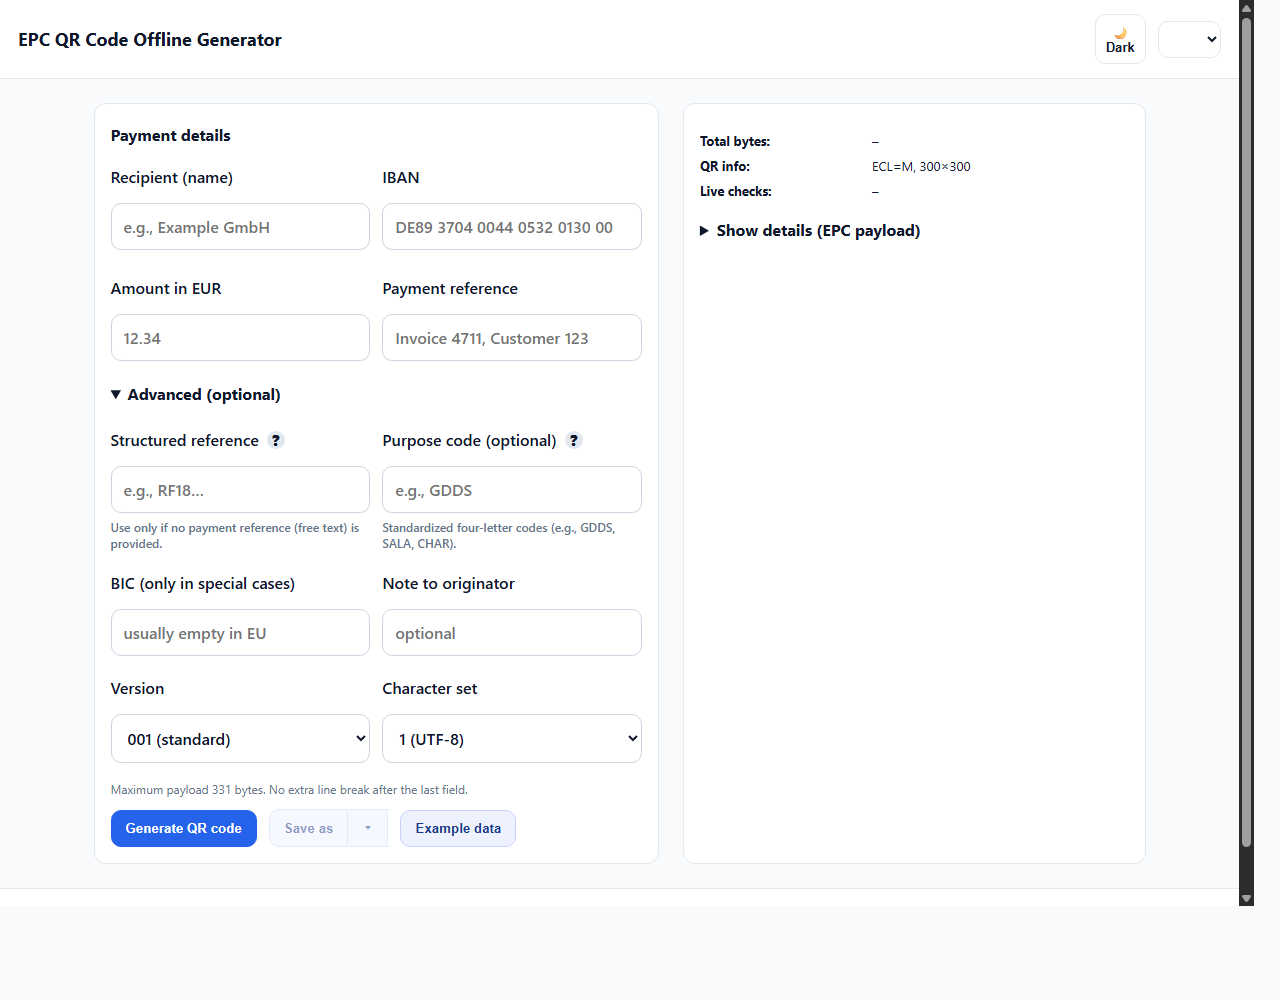 EPC QR Code Offline Generator
🌙
Dark
Payment details
Recipient (name)
IBAN
e.g., Example GmbH
DE89 3704 0044 0532 0130 00
Amount in EUR
Payment reference
12.34
Invoice 4711, Customer 123
▼ Advanced (optional)
Structured reference ?
Purpose code (optional) ?
e.g., RF18...
e.g., GDDS
Use only if no payment reference (free text) is
provided.
Standardized four-letter codes (e.g., GDDS,
SALA, CHAR).
BIC (only in special cases)
Note to originator
usually empty in EU
optional
Version
Character set
001 (standard)
1 (UTF-8)
Maximum payload 331 bytes. No extra line break after the last field.
Generate QR code
Save as
Example data
Total bytes: –
QR info: ECL=M, 300×300
Live checks: –
▶ Show details (EPC payload)